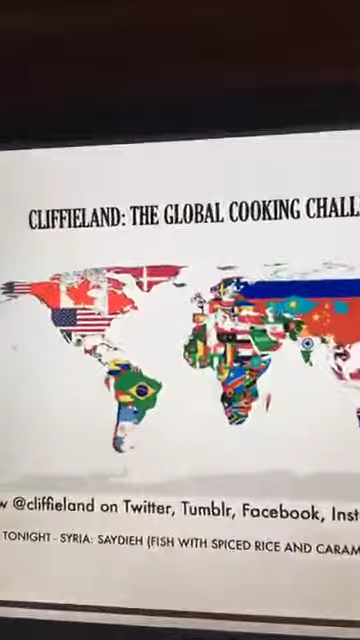 CLIFFIELAND: THE GLOBAL COOKING CHALL
w @cliffieland on Twitter, Tumblr, Facebook, Inst
TONIGHT - SYRIA: SAYDIEH (FISH WITH SPICED RICE AND CARAM